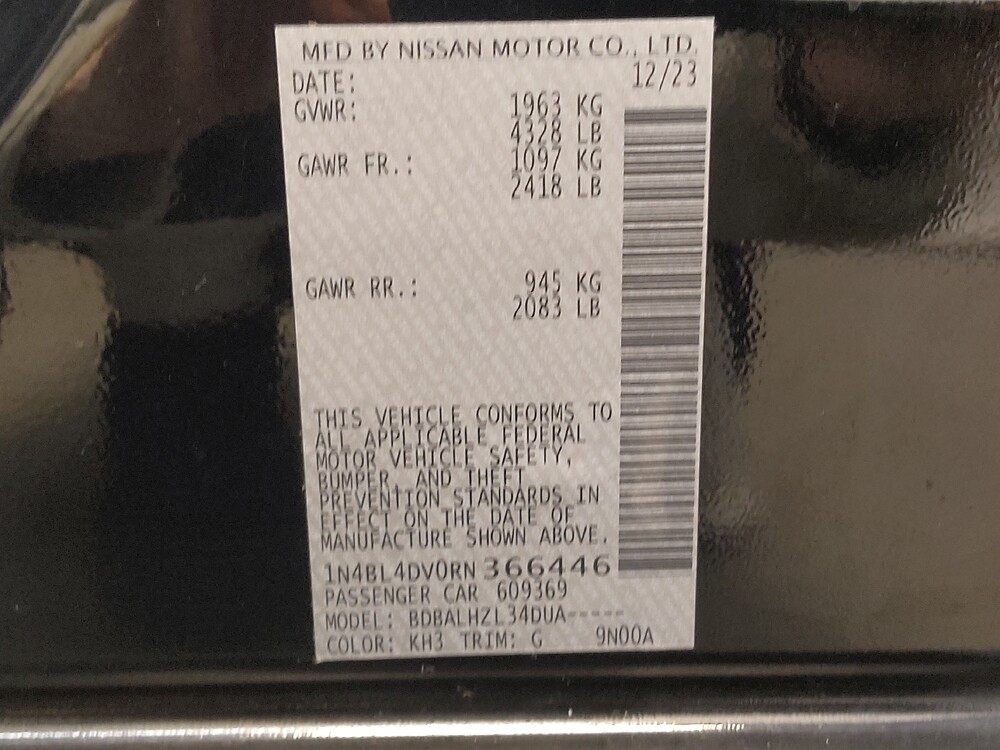 MFD BY NISSAN MOTOR CO., LTD.
DATE: 12/23
GVWR: 1963 KG
4328 LB
GAWR FR.: 1097 KG
2418 LB
GAWR RR.: 945 KG
2083 LB
THIS VEHICLE CONFORMS TO
ALL APPLICABLE FEDERAL
MOTOR VEHICLE SAFETY,
BUMPER, AND THEFT
PREVENTION STANDARDS IN
EFFECT ON THE DATE OF
MANUFACTURE SHOWN ABOVE.
1N4BL4DV0RN 366446
PASSENGER CAR 609369
MODEL: BDBALHZL34DUA-----
COLOR: KH3 TRIM: G 9N00A